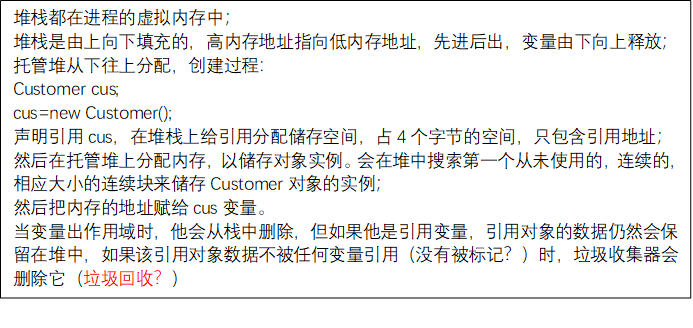 堆栈都在进程的虚拟内存中；
堆栈是由上向下填充的，高内存地址指向低内存地址，先进后出，变量由下向上释放；
托管堆从下往上分配，创建过程：
Customer cus;
cus=new Customer();
声明引用 cus，在堆栈上给引用分配储存空间，占 4 个字节的空间，只包含引用地址；
然后在托管堆上分配内存，以储存对象实例。会在堆中搜索第一个从未使用的，连续的，
相应大小的连续块来储存 Customer 对象的实例；
然后把内存的地址赋给 cus 变量。
当变量出作用域时，他会从栈中删除，但如果他是引用变量，引用对象的数据仍然会保
留在堆中，如果该引用对象数据不被任何变量引用（没有被标记？）时，垃圾收集器会
删除它（垃圾回收？）